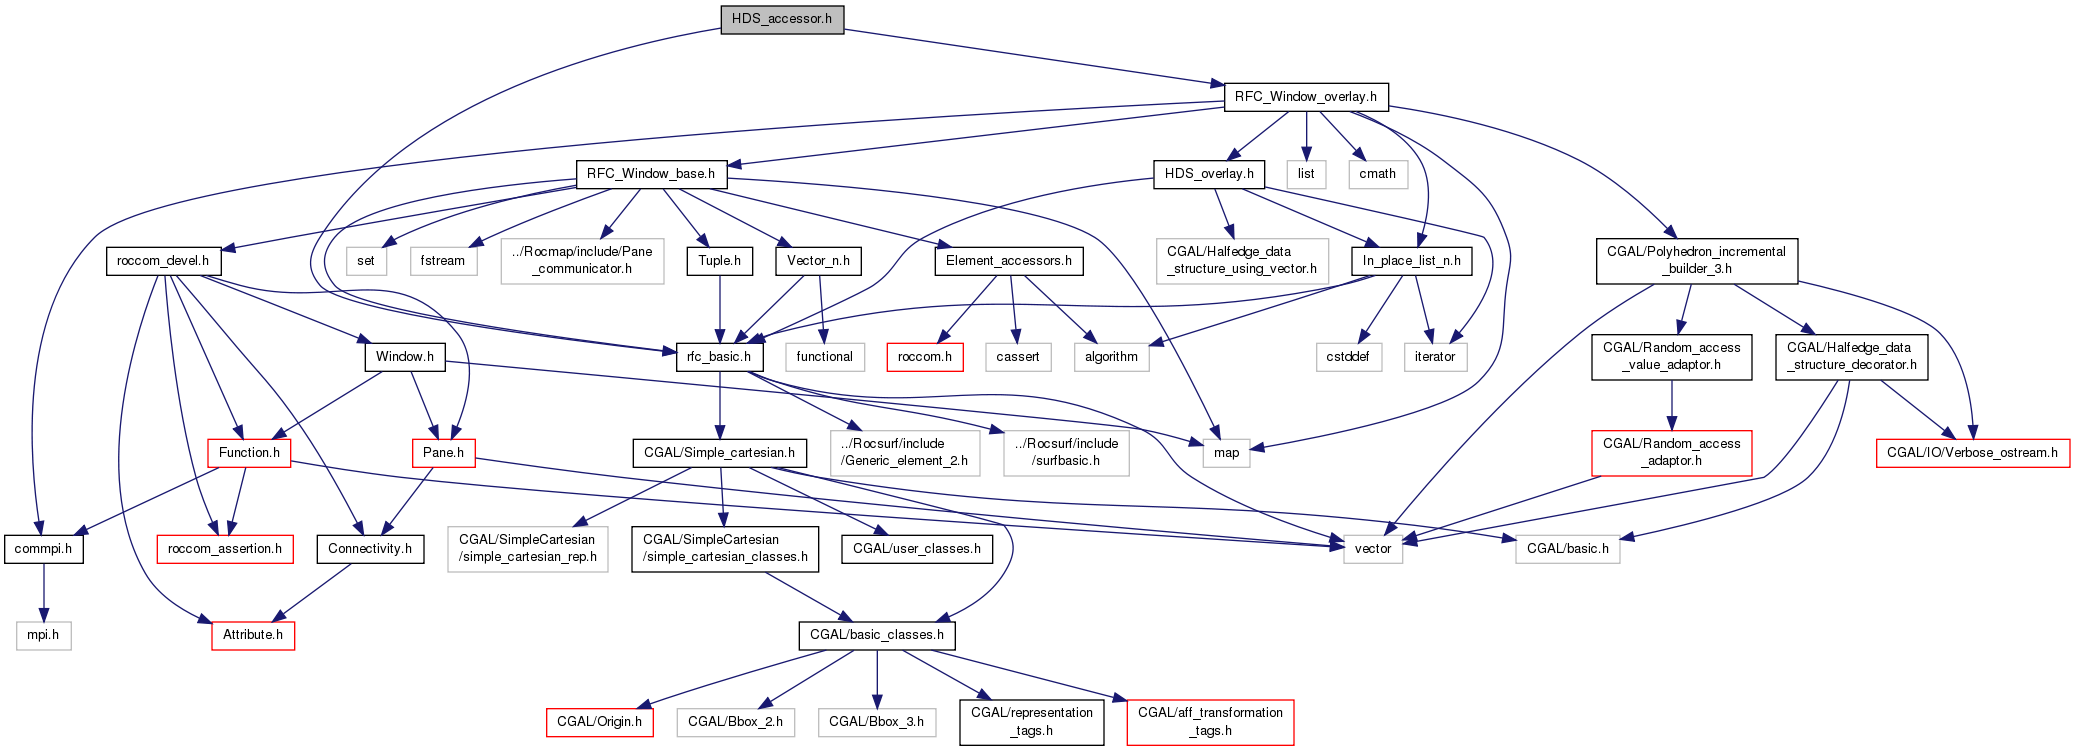 HDS_accessor.h
RFC_Window_overlay.h
RFC_Window_base.h
HDS_overlay.h
list
cmath
roccom_devel.h
set
fstream
../Rocmap/include/Pane
_communicator.h
Tuple.h
Vector_n.h
Element_accessors.h
CGAL/Halfedge_data
_structure_using_vector.h
In_place_list_n.h
CGAL/Polyhedron_incremental
_builder_3.h
Window.h
rfc_basic.h
functional
roccom.h
cassert
algorithm
cstddef
iterator
CGAL/Random_access
_value_adaptor.h
CGAL/Halfedge_data
_structure_decorator.h
Function.h
Pane.h
CGAL/Simple_cartesian.h
../Rocsurf/include
/Generic_element_2.h
../Rocsurf/include
/surfbasic.h
map
CGAL/Random_access
_adaptor.h
CGAL/IO/Verbose_ostream.h
commpi.h
roccom_assertion.h
Connectivity.h
CGAL/SimpleCartesian
/simple_cartesian_rep.h
CGAL/SimpleCartesian
/simple_cartesian_classes.h
CGAL/user_classes.h
vector
CGAL/basic.h
mpi.h
Attribute.h
CGAL/basic_classes.h
CGAL/Origin.h
CGAL/Bbox_2.h
CGAL/Bbox_3.h
CGAL/representation
_tags.h
CGAL/aff_transformation
_tags.h